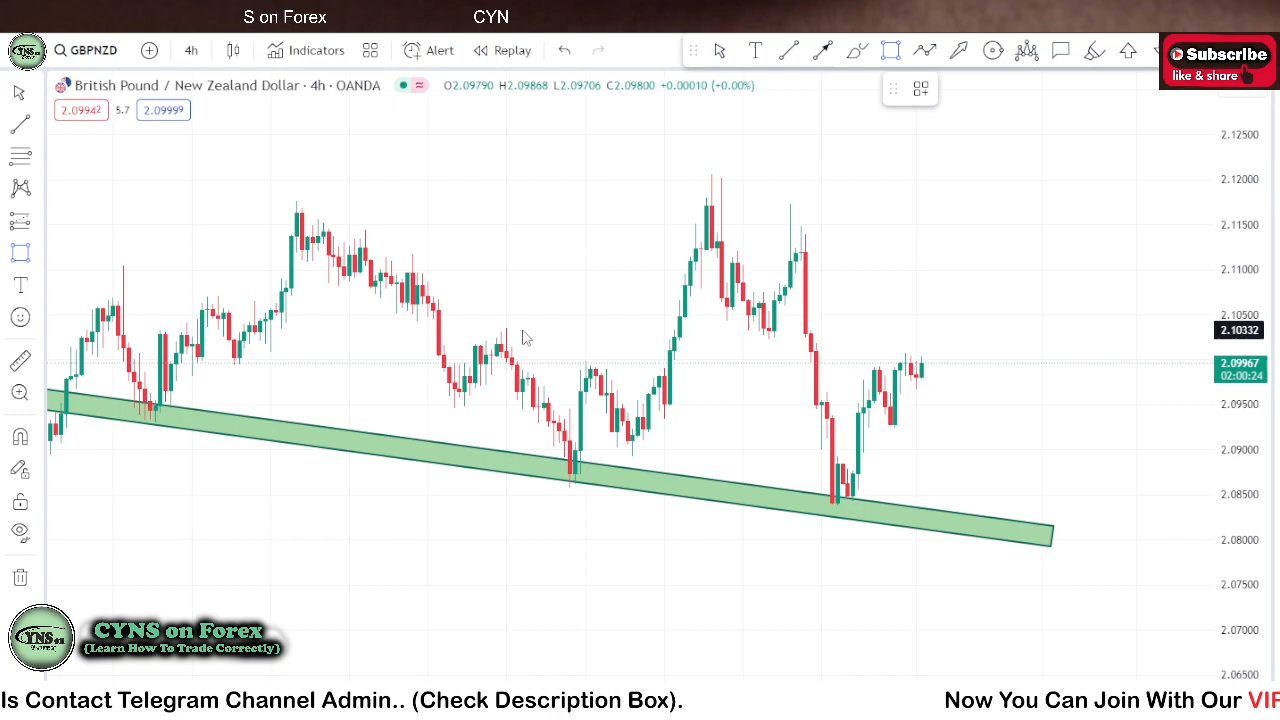 S on Forex CYN
GBPNZD 4h Indicators Alert Replay
Subscribe
like & share
British Pound / New Zealand Dollar · 4h · OANDA O2.09790 H2.09868 L2.09706 C2.09800 +0.00010 (+0.00%)
2.09942 5.7 2.09999
2.12500
2.12000
2.11500
2.11000
2.10500
2.10332
2.09967
02:00:24
2.09500
2.09000
2.08500
2.08000
2.07500
2.07000
2.06500
CYNS on Forex
{Learn How To Trade Correctly}
ls Contact Telegram Channel Admin.. (Check Description Box). Now You Can Join With Our VIP